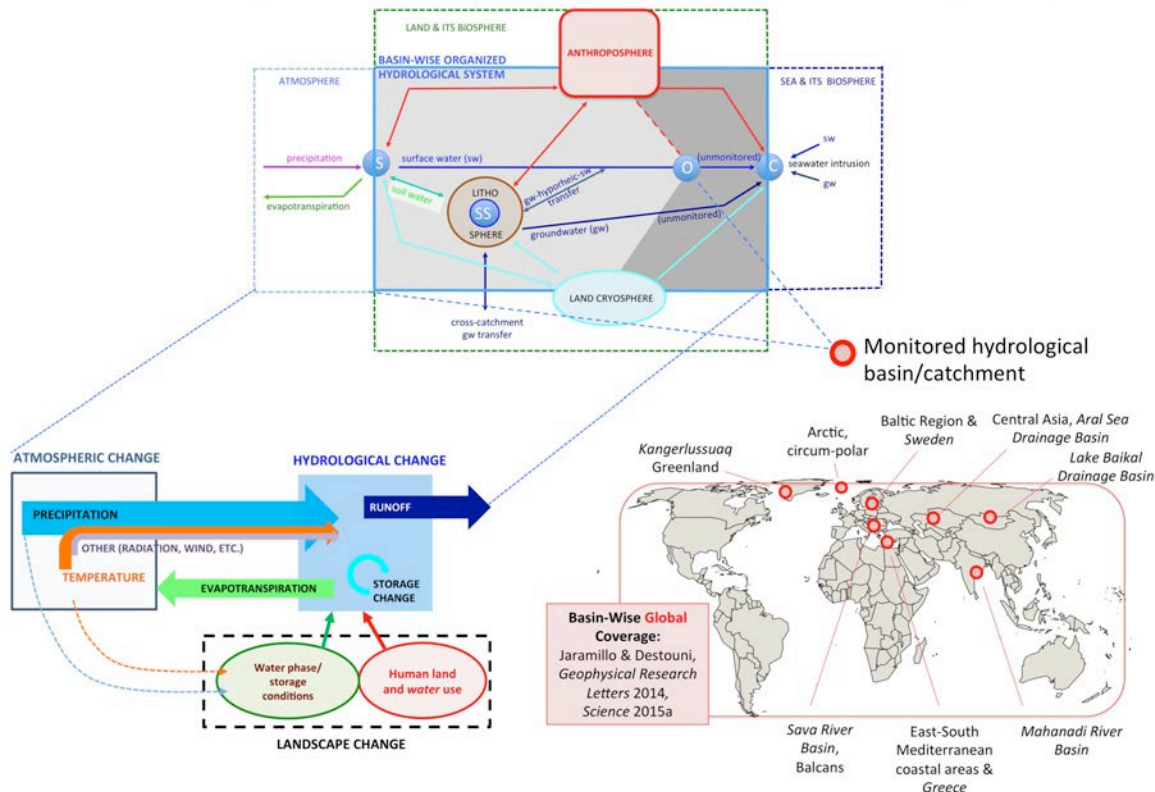 LAND & ITS BIOSPHERE
ANTHROPOSPHERE
BASIN-WISE ORGANIZED
HYDROLOGICAL SYSTEM
ATMOSPHERE
SEA & ITS BIOSPHERE
precipitation
S
surface water (sw)
O
(unmonitored)
C
sw
seawater intrusion
gw
evapotranspiration
soil water
LITHO
SS
SPHERE
gw-hyporheic-sw
transfer
groundwater (gw)
(unmonitored)
LAND CRYOSPHERE
cross-catchment
gw transfer
Monitored hydrological
basin/catchment
ATMOSPHERIC CHANGE
HYDROLOGICAL CHANGE
PRECIPITATION
RUNOFF
OTHER (RADIATION, WIND, ETC.)
TEMPERATURE
EVAPOTRANSPIRATION
STORAGE
CHANGE
Water phase/
storage
conditions
Human land
and water use
LANDSCAPE CHANGE
Kangerlussuaq
Greenland
Arctic,
circum-polar
Baltic Region &
Sweden
Central Asia, Aral Sea
Drainage Basin
Lake Baikal
Drainage Basin
Basin-Wise Global
Coverage:
Jaramillo & Destouni,
Geophysical Research
Letters 2014,
Science 2015a
Sava River
Basin,
Balcans
East-South
Mediterranean
coastal areas &
Greece
Mahanadi River
Basin